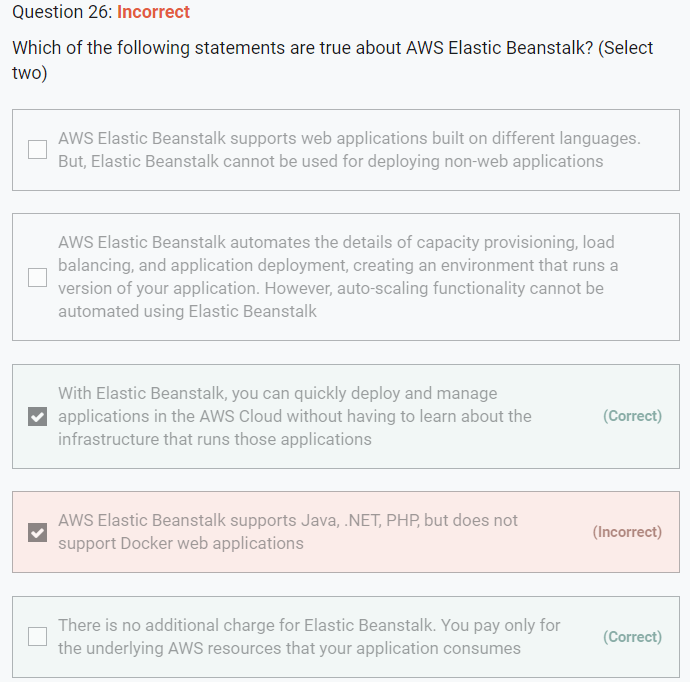 Question 26: Incorrect
Which of the following statements are true about AWS Elastic Beanstalk? (Select
two)
AWS Elastic Beanstalk supports web applications built on different languages.
But, Elastic Beanstalk cannot be used for deploying non-web applications
AWS Elastic Beanstalk automates the details of capacity provisioning, load
balancing, and application deployment, creating an environment that runs a
version of your application. However, auto-scaling functionality cannot be
automated using Elastic Beanstalk
With Elastic Beanstalk, you can quickly deploy and manage
applications in the AWS Cloud without having to learn about the
infrastructure that runs those applications
(Correct)
AWS Elastic Beanstalk supports Java, .NET, PHP, but does not
support Docker web applications
(Incorrect)
There is no additional charge for Elastic Beanstalk. You pay only for
the underlying AWS resources that your application consumes
(Correct)